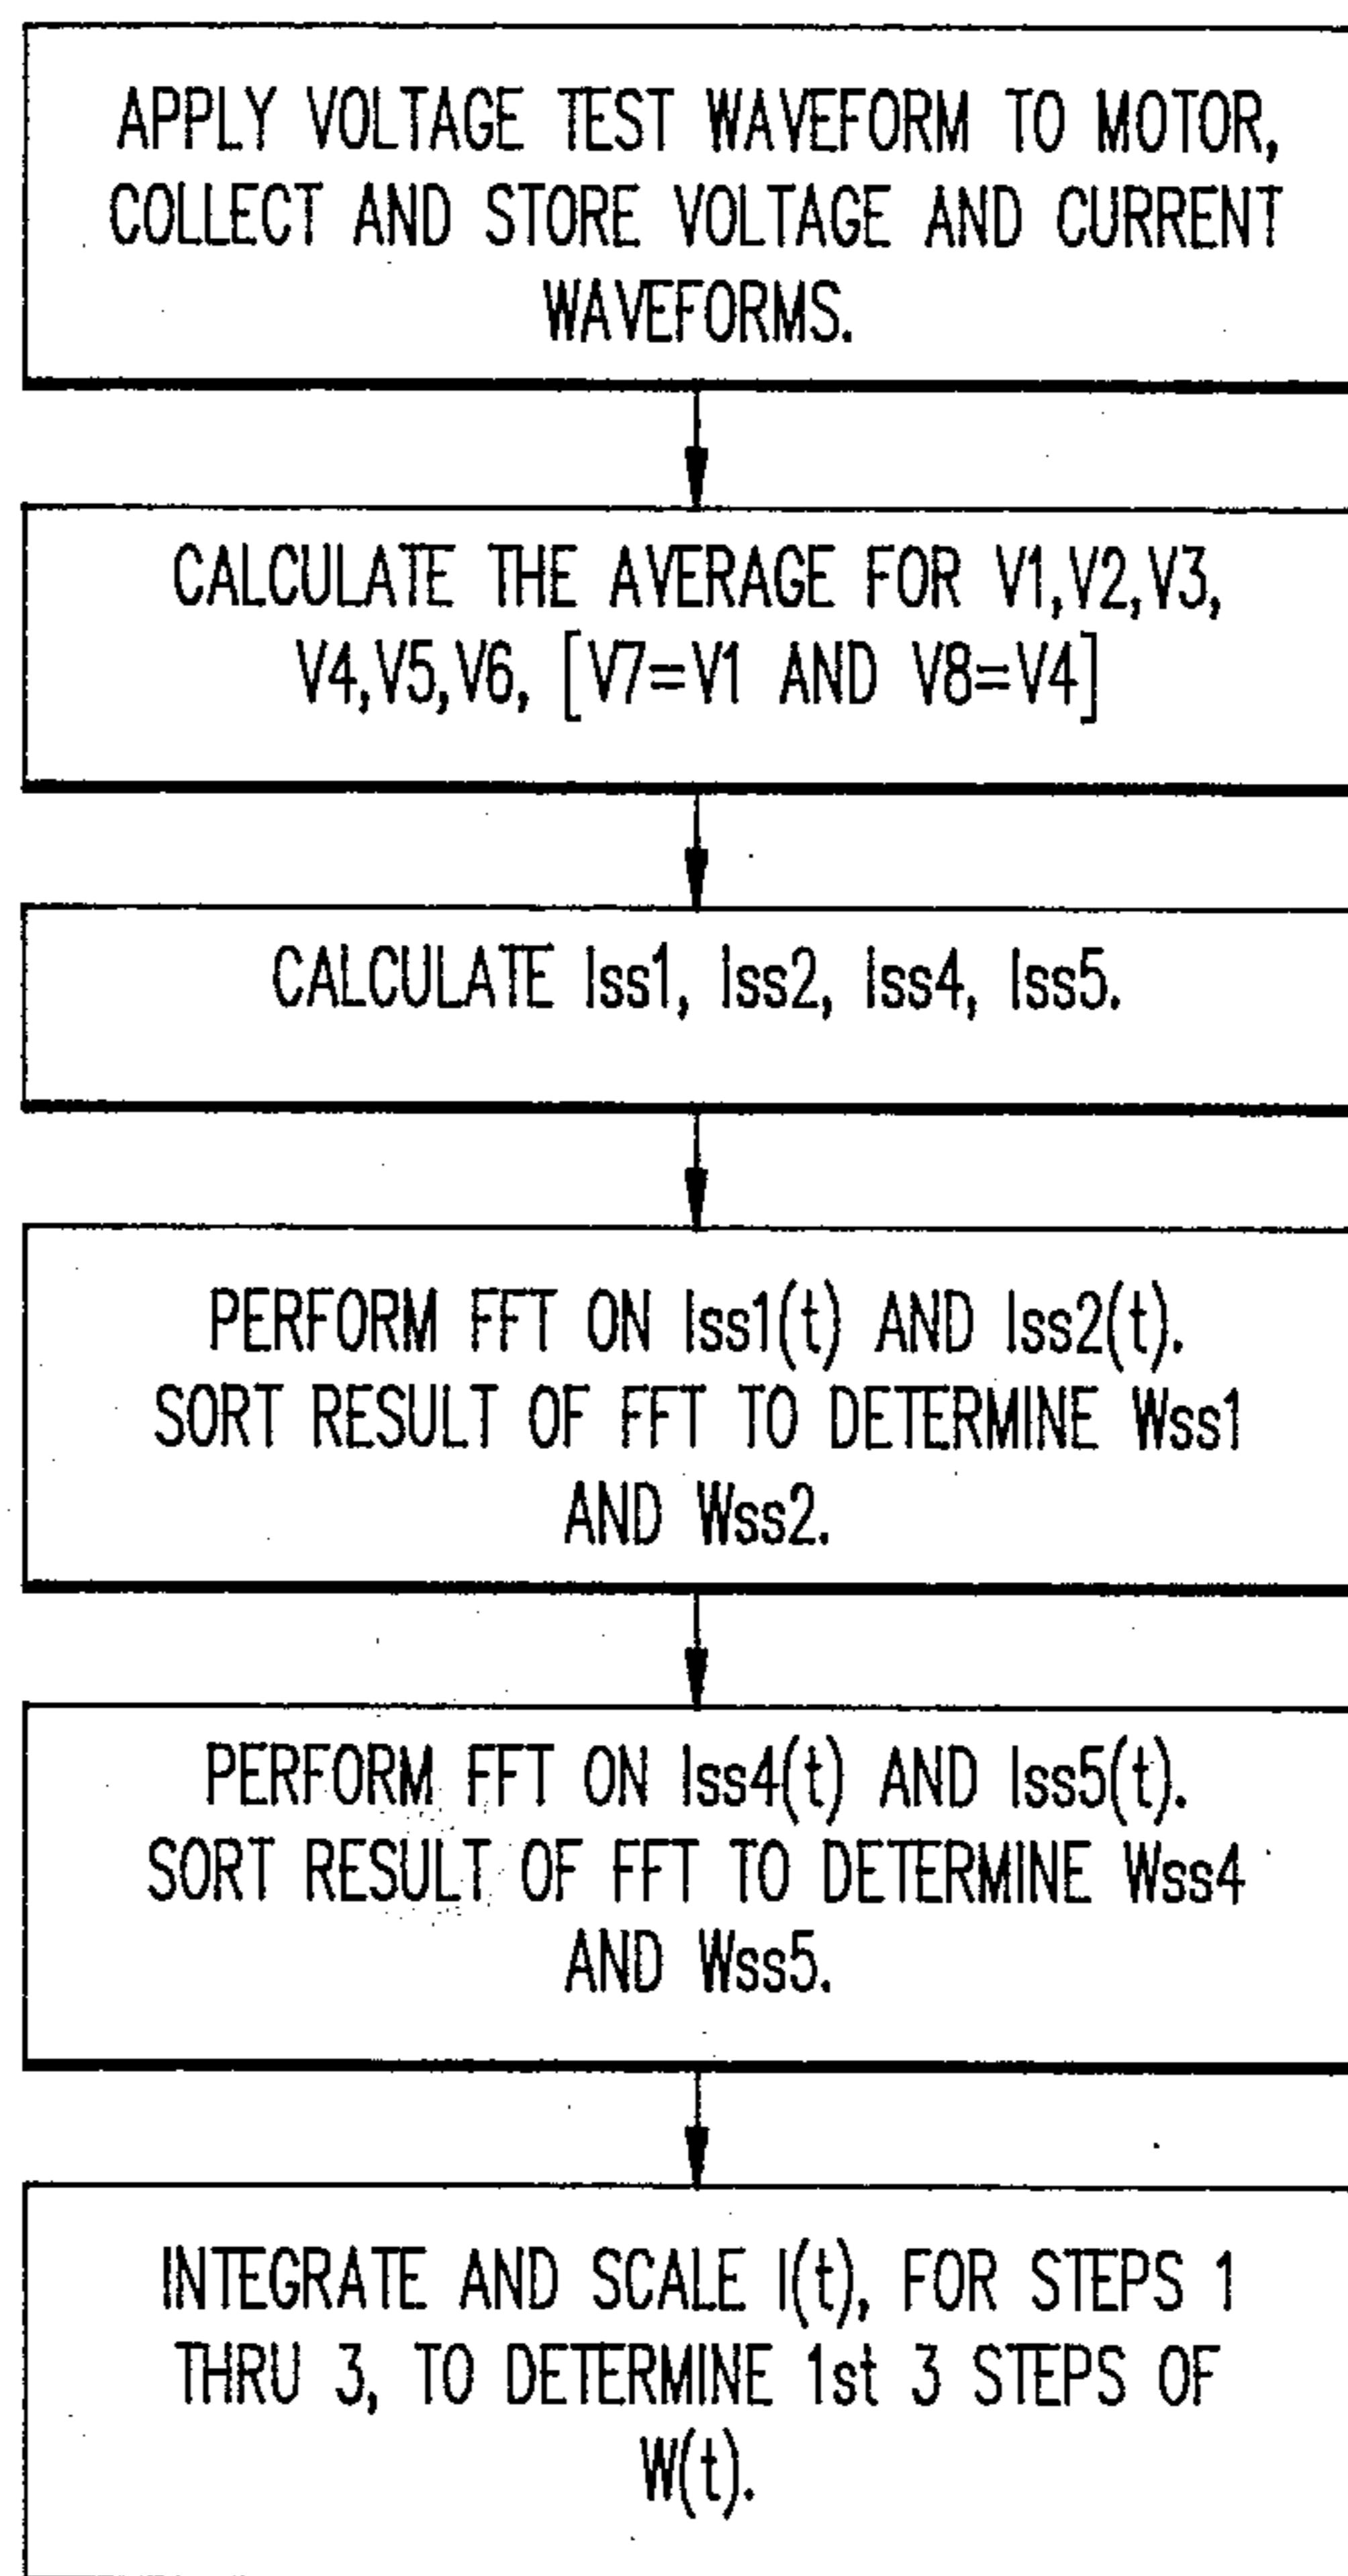 APPLY VOLTAGE TEST WAVEFORM TO MOTOR,
COLLECT AND STORE VOLTAGE AND CURRENT
WAVEFORMS.
CALCULATE THE AVERAGE FOR V1,V2,V3,
V4,V5,V6, [V7=V1 AND V8=V4]
CALCULATE Iss1, Iss2, Iss4, Iss5.
PERFORM FFT ON Iss1(t) AND Iss2(t).
SORT RESULT OF FFT TO DETERMINE Wss1
AND Wss2.
PERFORM FFT ON Iss4(t) AND Iss5(t).
SORT RESULT OF FFT TO DETERMINE Wss4
AND Wss5.
INTEGRATE AND SCALE I(t), FOR STEPS 1
THRU 3, TO DETERMINE 1st 3 STEPS OF
W(t).